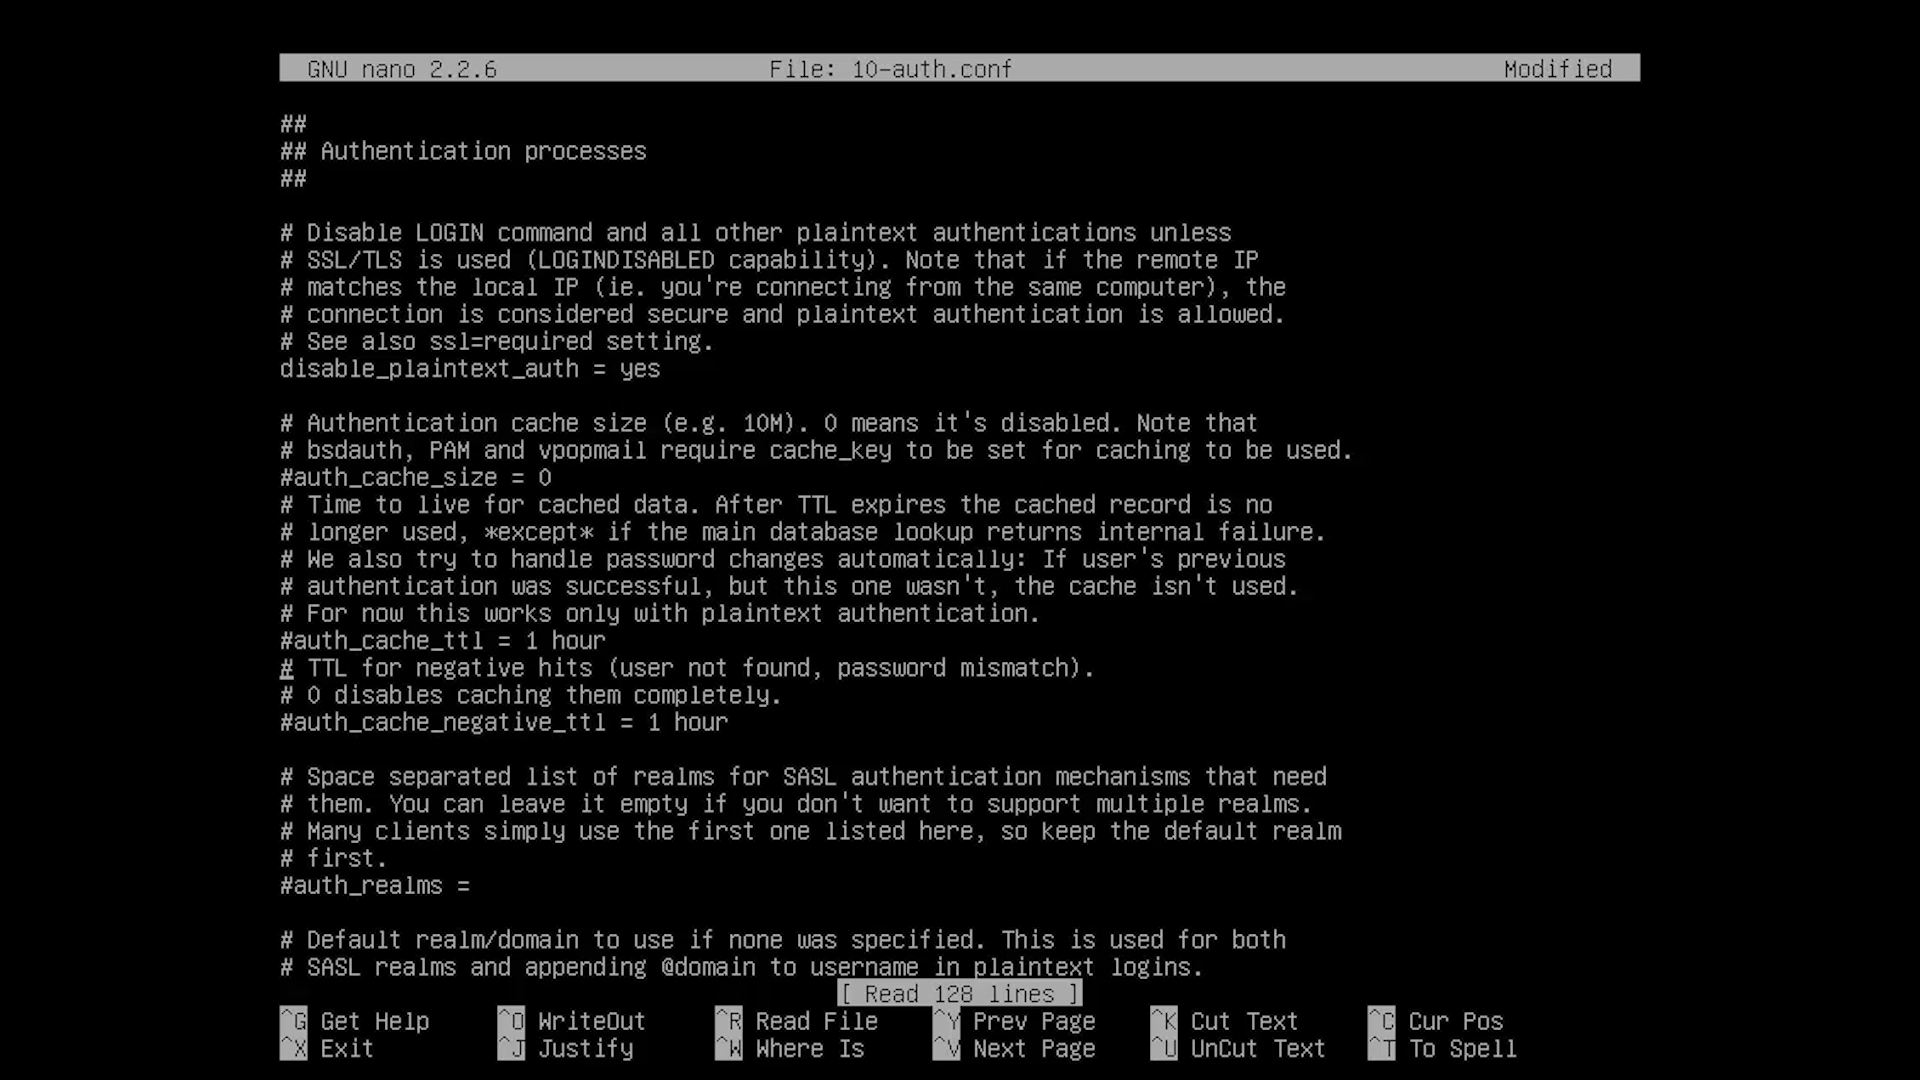 GNU nano 2.2.6 File: 10-auth.conf Modified
##
## Authentication processes
##
# Disable LOGIN command and all other plaintext authentications unless
# SSL/TLS is used (LOGINDISABLED capability). Note that if the remote IP
# matches the local IP (ie. you're connecting from the same computer), the
# connection is considered secure and plaintext authentication is allowed.
# See also ssl=required setting.
disable_plaintext_auth = yes
# Authentication cache size (e.g. 10M). 0 means it's disabled. Note that
# bsdauth, PAM and vpopmail require cache_key to be set for caching to be used.
#auth_cache_size = 0
# Time to live for cached data. After TTL expires the cached record is no
# longer used, *except* if the main database lookup returns internal failure.
# We also try to handle password changes automatically: If user's previous
# authentication was successful, but this one wasn't, the cache isn't used.
# For now this works only with plaintext authentication.
#auth_cache_ttl = 1 hour
# TTL for negative hits (user not found, password mismatch).
# 0 disables caching them completely.
#auth_cache_negative_ttl = 1 hour
# Space separated list of realms for SASL authentication mechanisms that need
# them. You can leave it empty if you don't want to support multiple realms.
# Many clients simply use the first one listed here, so keep the default realm
# first.
#auth_realms =
# Default realm/domain to use if none was specified. This is used for both
# SASL realms and appending @domain to username in plaintext logins.
[ Read 128 lines ]
^G Get Help ^O WriteOut ^R Read File ^Y Prev Page ^K Cut Text ^C Cur Pos
^X Exit ^J Justify ^W Where Is ^V Next Page ^U UnCut Text ^T To Spell